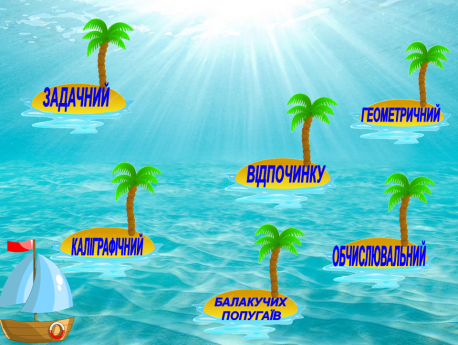 ЗАДАЧНИЙ
ГЕОМЕТРИЧНИЙ
ВІДПОЧИНКУ
КАЛІГРАФІЧНИЙ
ОБЧИСЛЮВАЛЬНИЙ
БАЛАКУЧИХ
ПОПУГАЇВ